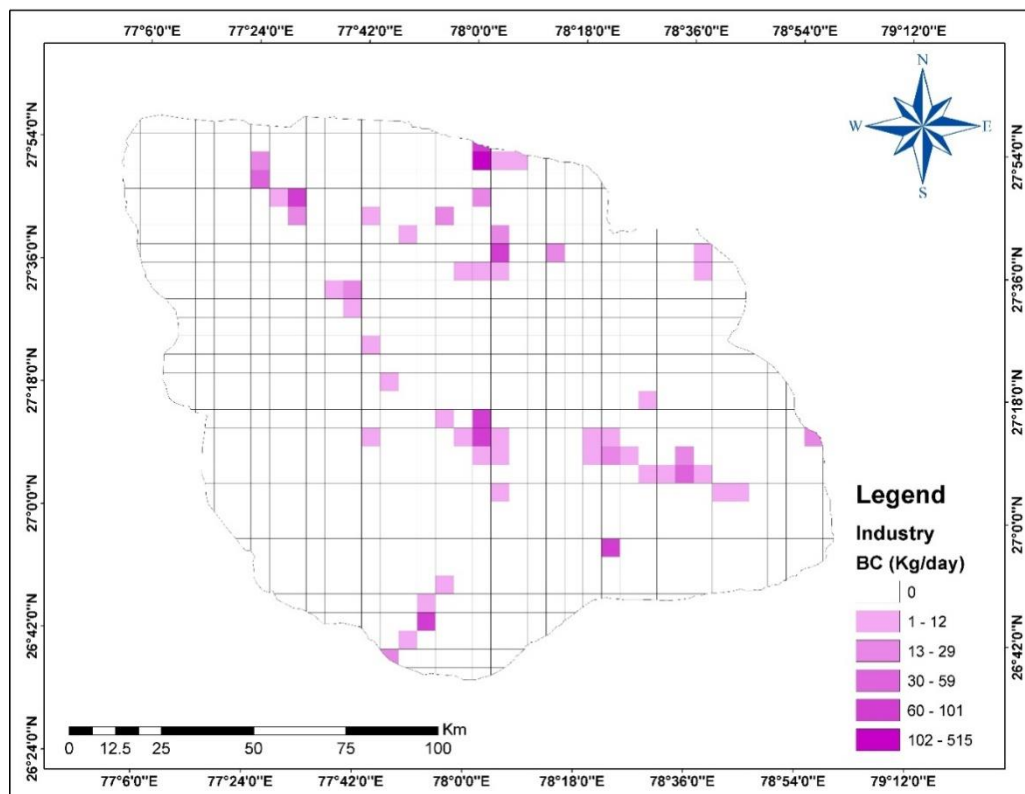 77°6'0"E 77°24'0"E 77°42'0"E 78°0'0"E 78°18'0"E 78°36'0"E 78°54'0"E 79°12'0"E
N
W E
S
27°54'0"N 27°54'0"N
27°36'0"N 27°36'0"N
27°18'0"N 27°18'0"N
27°0'0"N 27°0'0"N
26°42'0"N 26°42'0"N
26°24'0"N
Legend
Industry
BC (Kg/day)
0
1 - 12
13 - 29
30 - 59
60 - 101
102 - 515
Km
0 12.5 25 50 75 100
77°6'0"E 77°24'0"E 77°42'0"E 78°0'0"E 78°18'0"E 78°36'0"E 78°54'0"E 79°12'0"E